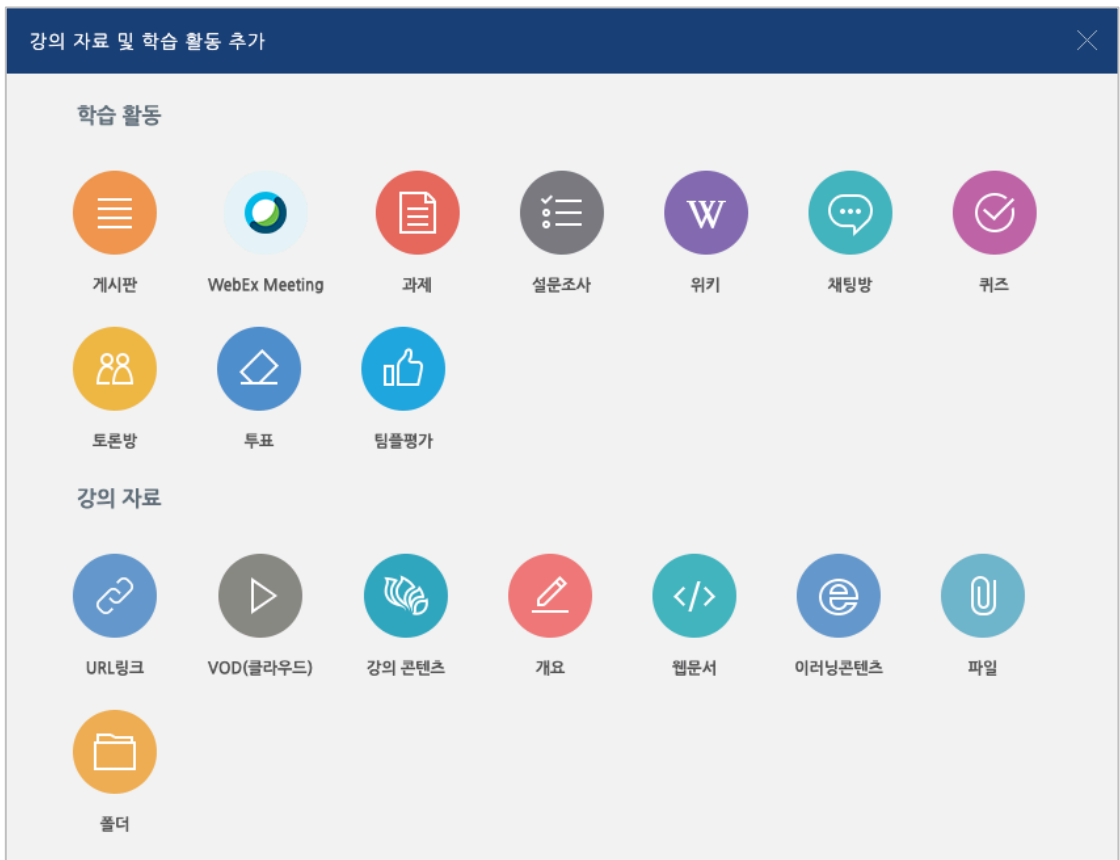 강의 자료 및 학습 활동 추가
학습 활동
게시판 WebEx Meeting 과제 설문조사 위키 채팅방 퀴즈
토론방 투표 팀플평가
강의 자료
URL링크 VOD(클라우드) 강의 콘텐츠 개요 웹문서 이러닝콘텐츠 파일
폴더